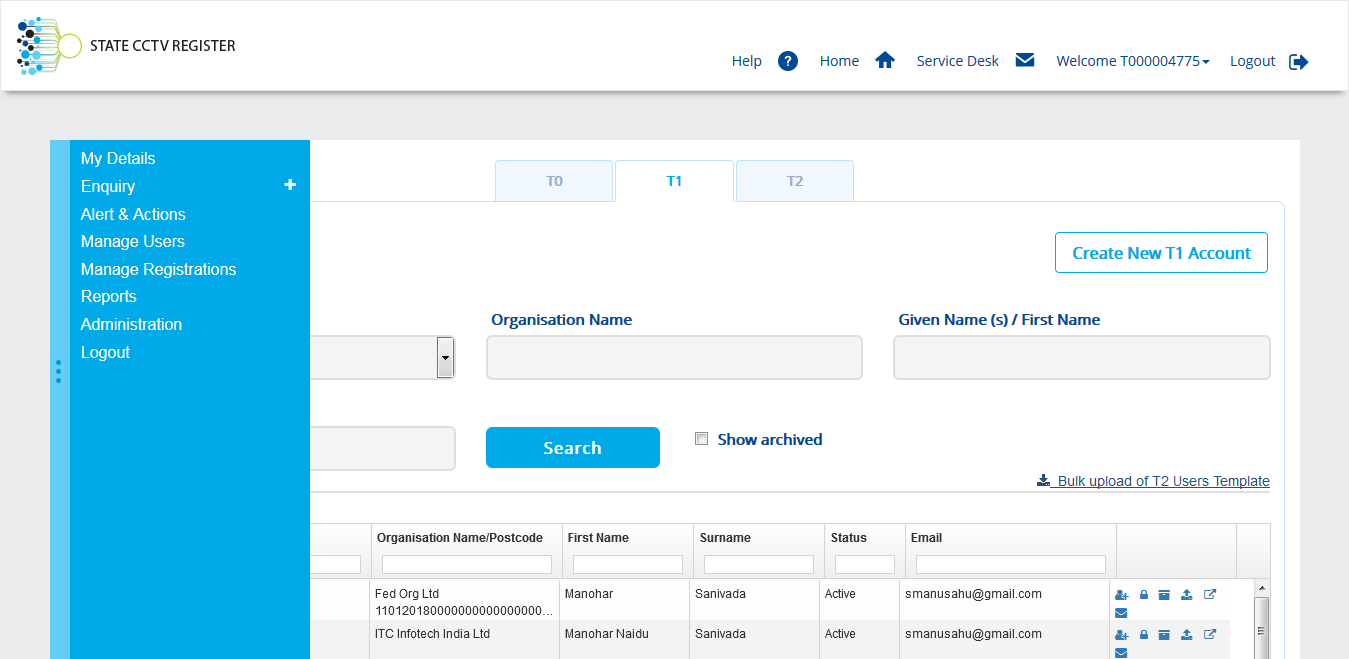 STATE CCTV REGISTER
Help ? Home Service Desk Welcome T000004775 Logout
My Details
Enquiry +
Alert & Actions
Manage Users
Manage Registrations
Reports
Administration
Logout
T0 T1 T2
Create New T1 Account
Organisation Name Given Name (s) / First Name
Search Show archived
Bulk upload of T2 Users Template
Organisation Name/Postcode First Name Surname Status Email
Fed Org Ltd Manohar Sanivada Active smanusahu@gmail.com
110120180000000000000000...
ITC Infotech India Ltd Manohar Naidu Sanivada Active smanusahu@gmail.com